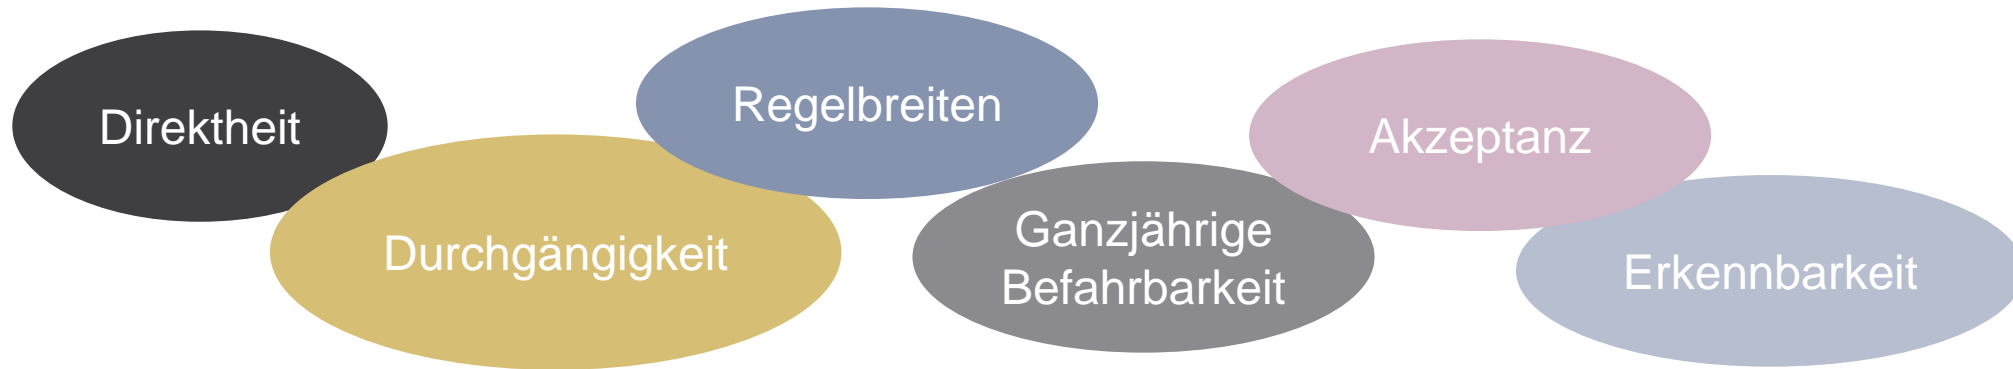 Direktheit
Durchgängigkeit
Regelbreiten
Ganzjährige
Befahrbarkeit
Akzeptanz
Erkennbarkeit